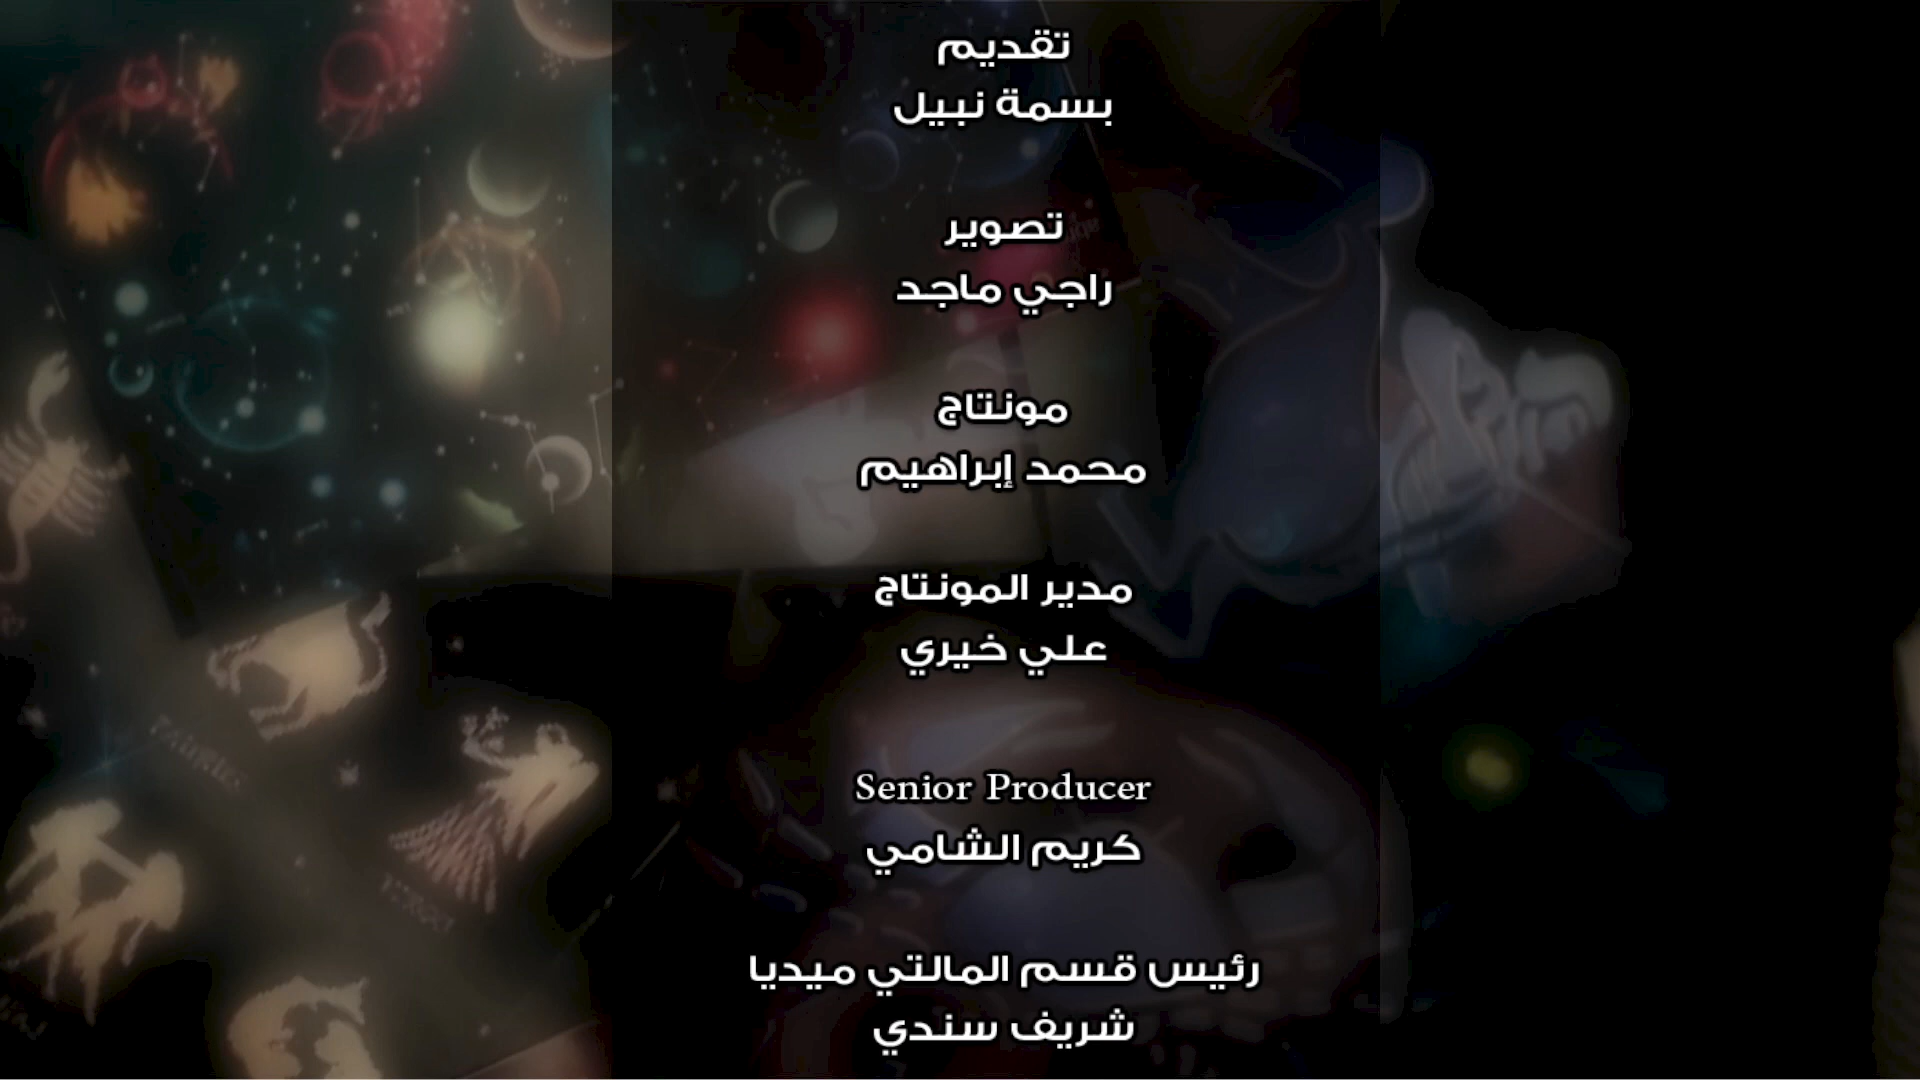 تقديم
بسمة نبيل
تصوير
راجي ماجد
مونتاج
محمد إبراهيم
مدير المونتاج
علي خيري
Senior Producer
كريم الشامي
رئيس قسم المالتي ميديا
شريف سندي